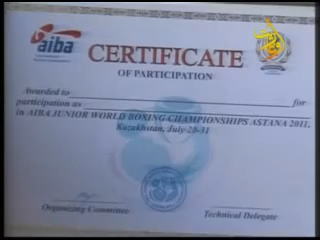 aiba
CERTIFICATE
OF PARTICIPATION
Awarded to
participation as for
in AIBA JUNIOR WORLD BOXING CHAMPIONSHIPS ASTANA 2011,
Kazakhstan, July 20-31
Organizing Committee
Technical Delegate